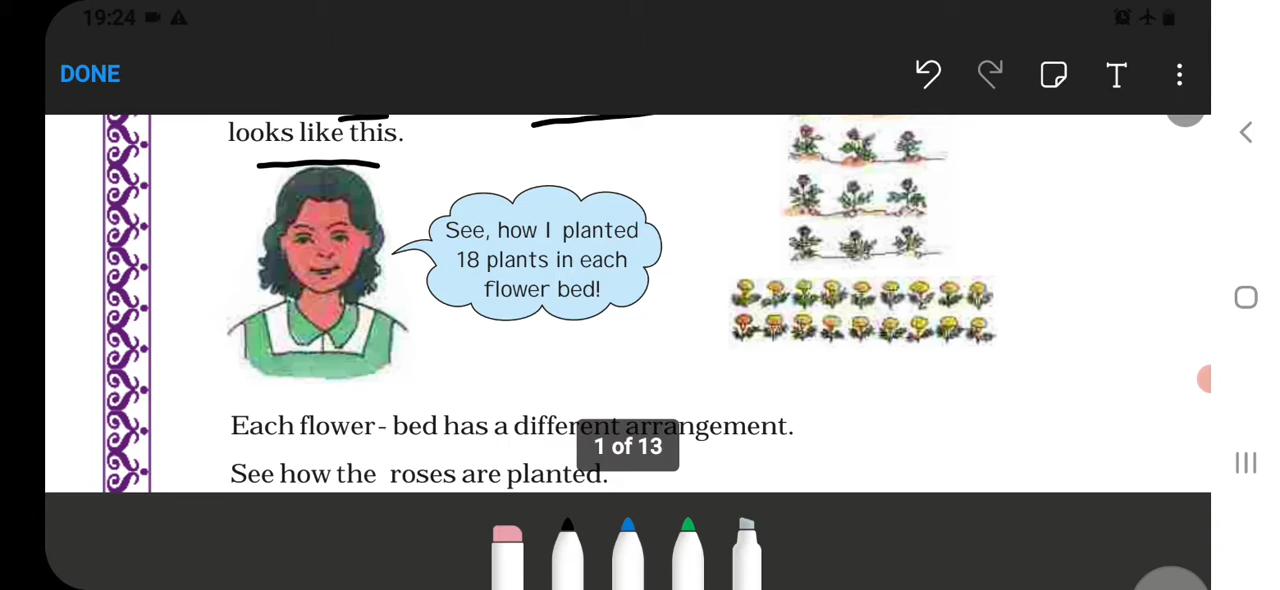 19:24
DONE
T
looks like this.
See, how I planted
18 plants in each
flower bed!
Each flower - bed has a different arrangement.
1 of 13
See how the roses are planted.